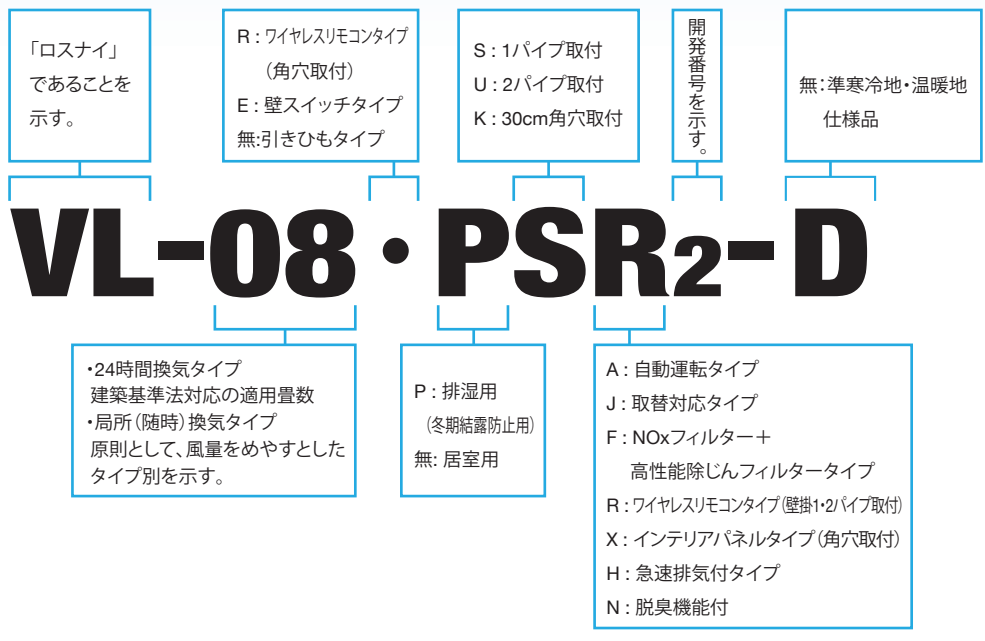 「ロスナイ」
であることを
示す。
R : ワイヤレスリモコンタイプ
（角穴取付）
E : 壁スイッチタイプ
無:引きひもタイプ
S : 1パイプ取付
U : 2パイプ取付
K : 30cm角穴取付
開発番号を示す。
無：準寒冷地・温暖地
仕様品
VL-08・PSR2-D
・24時間換気タイプ
建築基準法対応の適用畳数
・局所（随時）換気タイプ
原則として、風量をめやすとした
タイプ別を示す。
P : 排湿用
（冬期結露防止用）
無: 居室用
A : 自動運転タイプ
J : 取替対応タイプ
F : NOxフィルター＋
高性能除じんフィルタータイプ
R : ワイヤレスリモコンタイプ（壁掛1・2パイプ取付）
X : インテリアパネルタイプ（角穴取付）
H : 急速排気付タイプ
N : 脱臭機能付